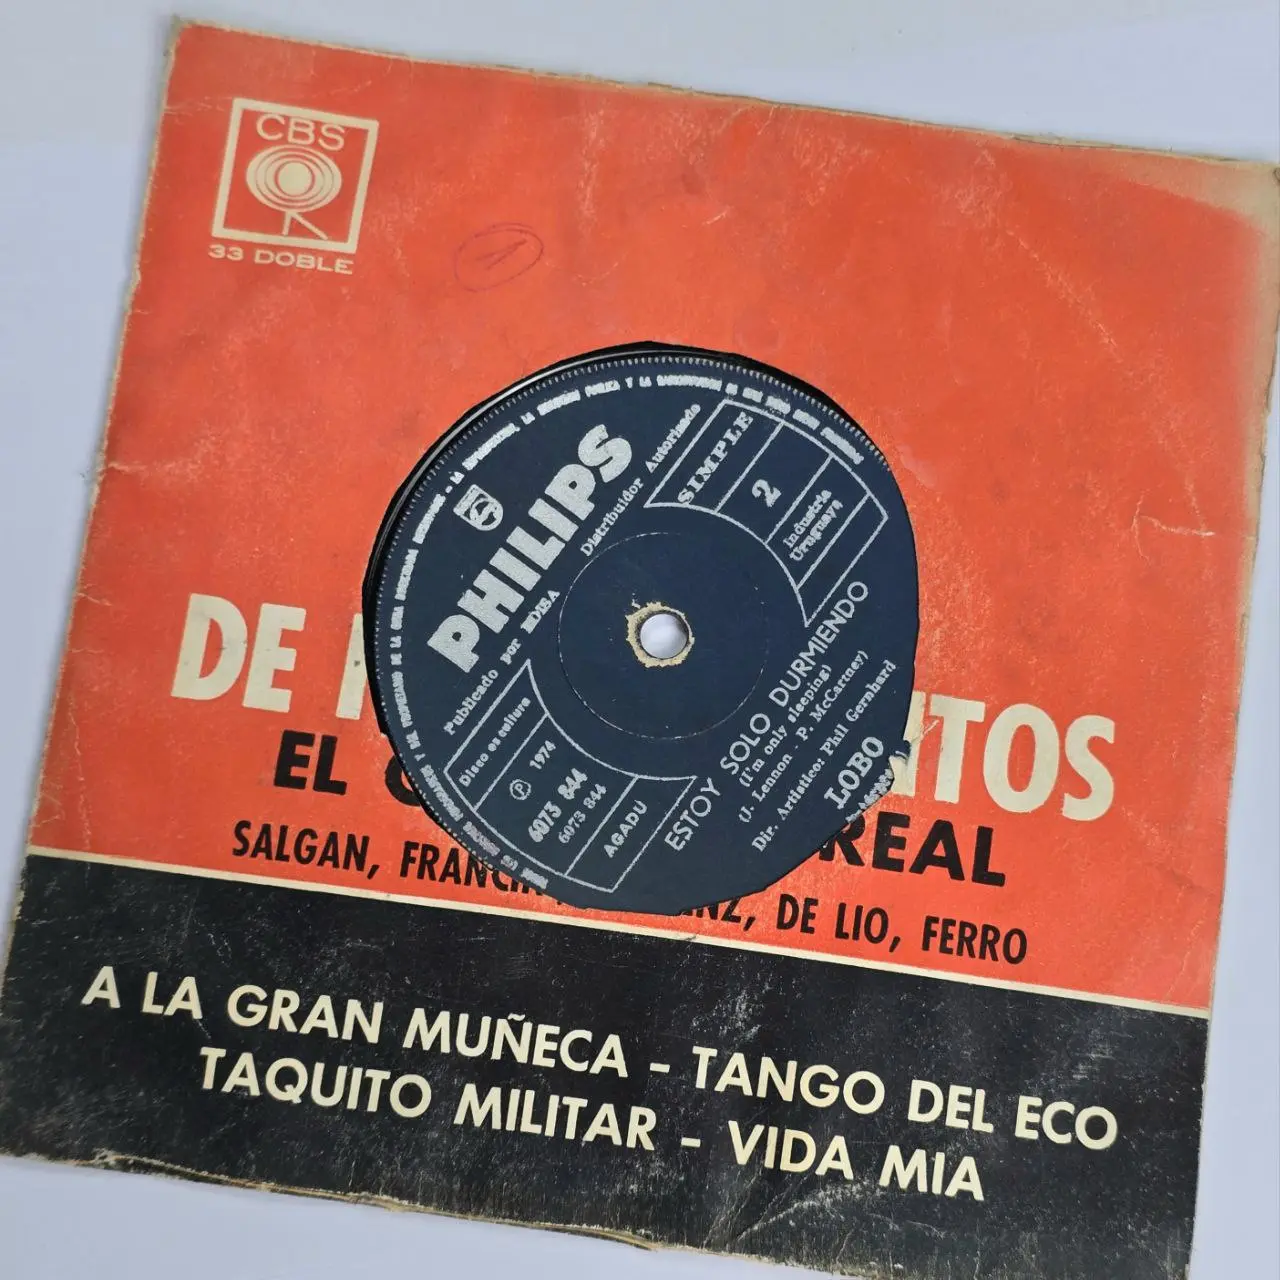 CBS
33 DOBLE
1
PHILIPS
Publicado por EDISA Distribuidor Autorizado
SIMPLE
2
Industria
Uruguaya
Disco es cultura
℗ 1974
6073 844
6073.844
AGADU
ESTOY SOLO DURMIENDO
(I'm only sleeping)
(J. Lennon - P. McCartney)
Dir. Artístico: Phil Gernhard
LOBO
DE
TOS
EL
REAL
SALGAN,
DE LIO, FERRO
A LA GRAN MUÑECA - TANGO DEL ECO
TAQUITO MILITAR - VIDA MIA